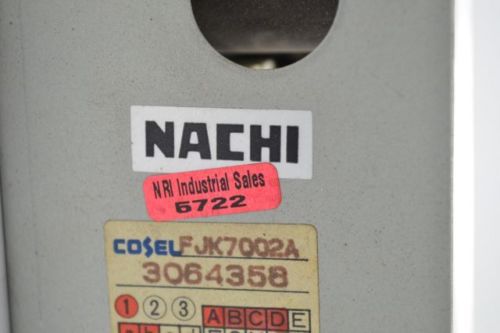 NACHI
NRI Industrial Sales
6722
COSEL FJK7002A
3064358
1 2 3 A B C D E